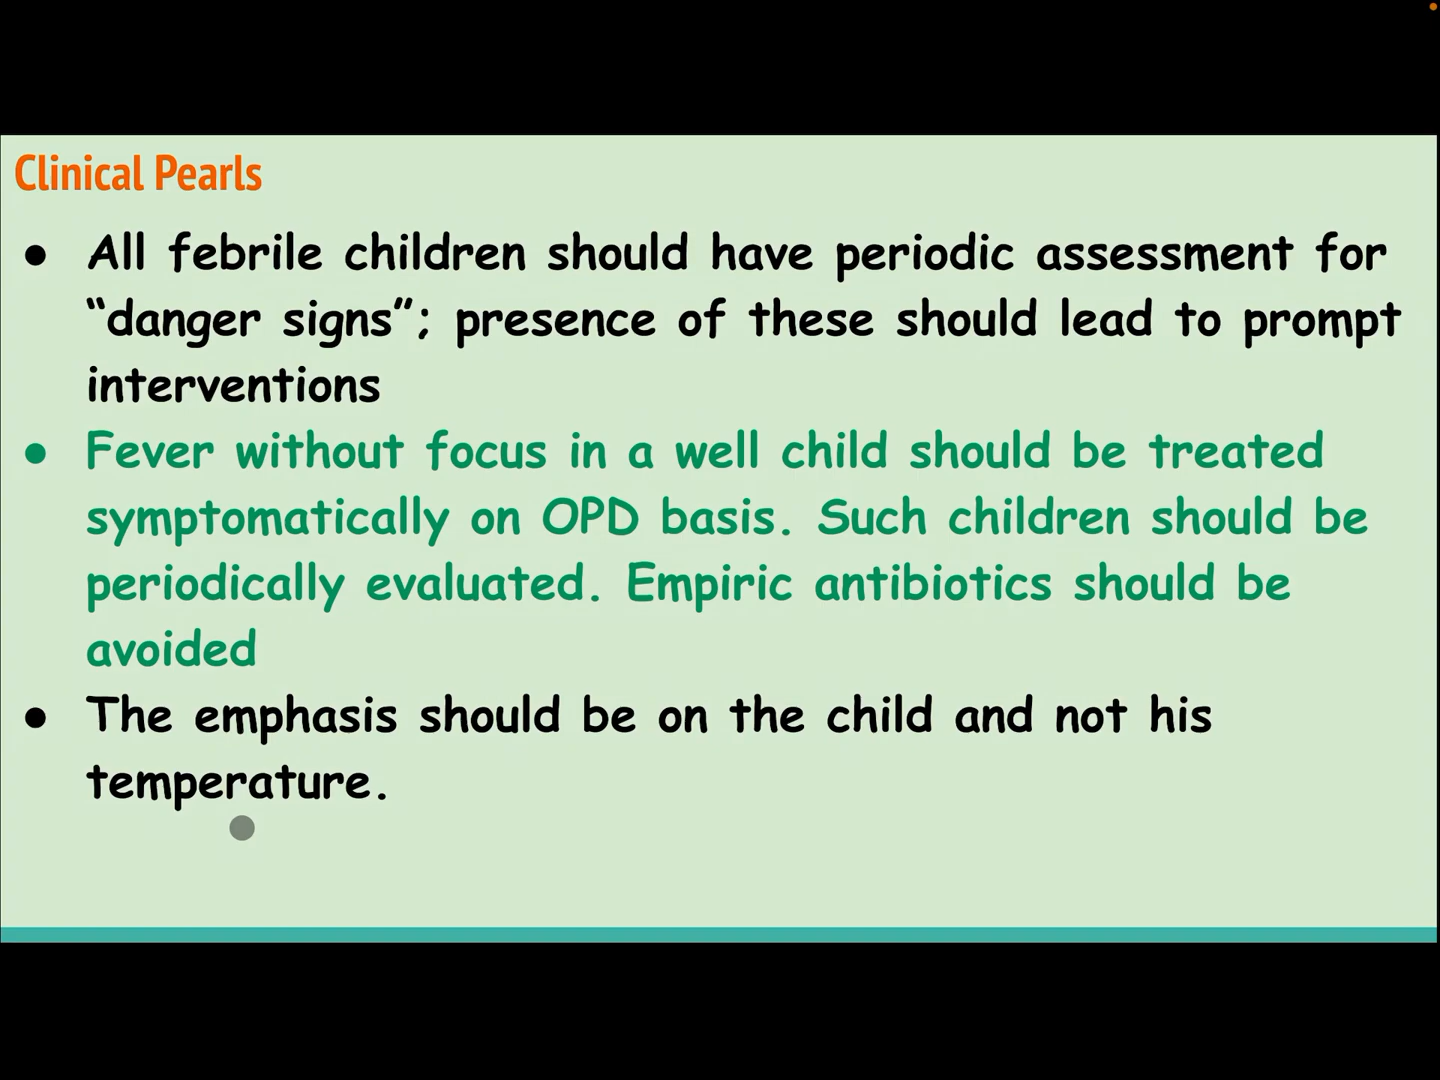 Clinical Pearls
● All febrile children should have periodic assessment for
“danger signs”; presence of these should lead to prompt
interventions
● Fever without focus in a well child should be treated
symptomatically on OPD basis. Such children should be
periodically evaluated. Empiric antibiotics should be
avoided
● The emphasis should be on the child and not his
temperature.